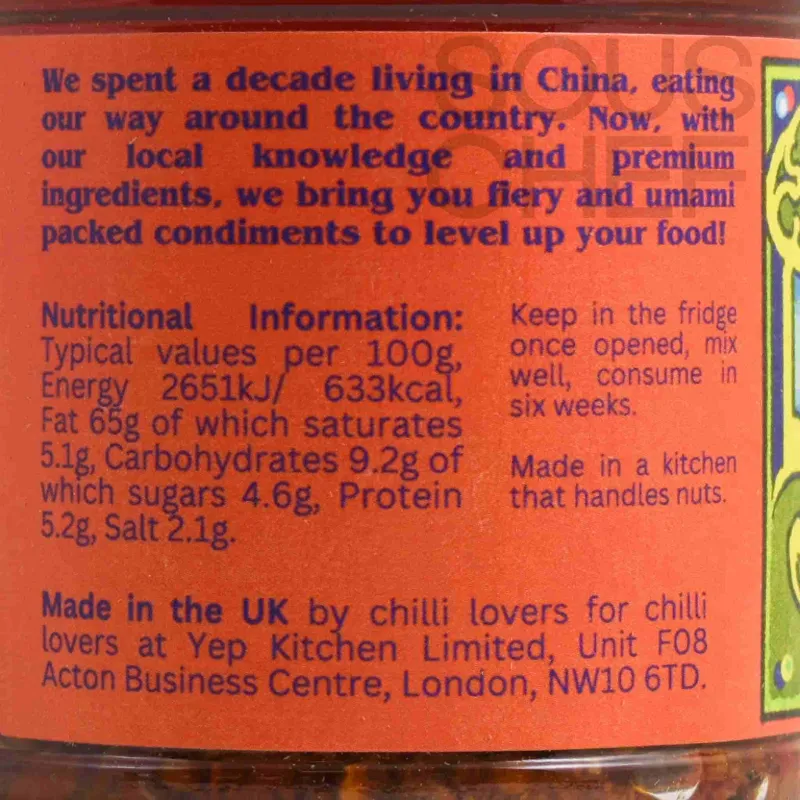 We spent a decade living in China, eating
our way around the country. Now, with
our local knowledge and premium
ingredients, we bring you fiery and umami
packed condiments to level up your food!
Nutritional Information:
Typical values per 100g,
Energy 2651kJ/ 633kcal,
Fat 65g of which saturates
5.1g, Carbohydrates 9.2g of
which sugars 4.6g, Protein
5.2g, Salt 2.1g.
Keep in the fridge
once opened, mix
well, consume in
six weeks.
Made in a kitchen
that handles nuts.
Made in the UK by chilli lovers for chilli
lovers at Yep Kitchen Limited, Unit F08
Acton Business Centre, London, NW10 6TD.
SOUS
CHEF